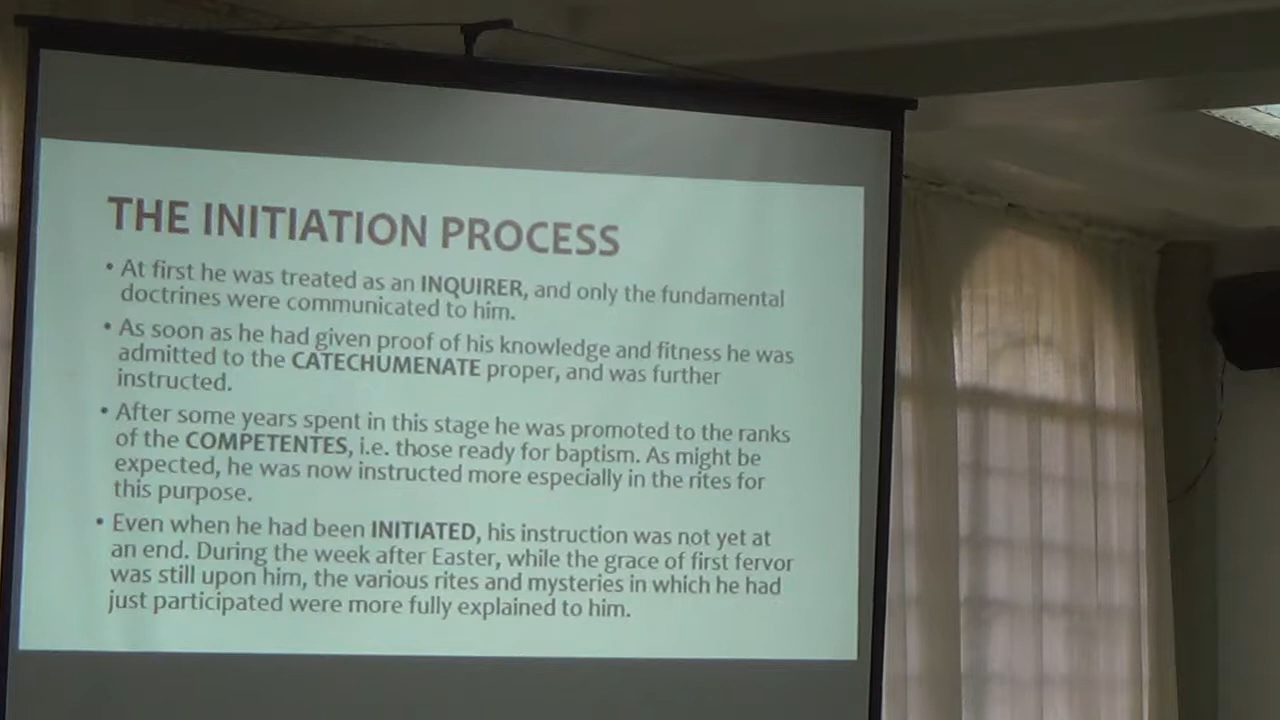 THE INITIATION PROCESS
• At first he was treated as an INQUIRER, and only the fundamental
doctrines were communicated to him.
• As soon as he had given proof of his knowledge and fitness he was
admitted to the CATECHUMENATE proper, and was further
instructed.
• After some years spent in this stage he was promoted to the ranks
of the COMPETENTES, i.e. those ready for baptism. As might be
expected, he was now instructed more especially in the rites for
this purpose.
• Even when he had been INITIATED, his instruction was not yet at
an end. During the week after Easter, while the grace of first fervor
was still upon him, the various rites and mysteries in which he had
just participated were more fully explained to him.